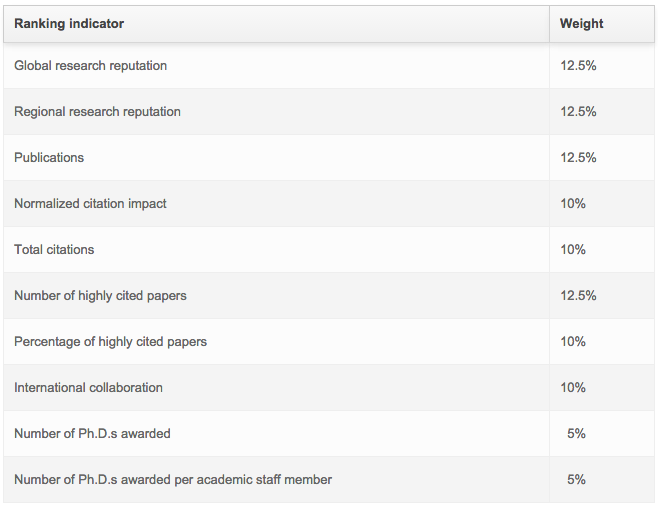 Ranking indicator Weight
Global research reputation 12.5%
Regional research reputation 12.5%
Publications 12.5%
Normalized citation impact 10%
Total citations 10%
Number of highly cited papers 12.5%
Percentage of highly cited papers 10%
International collaboration 10%
Number of Ph.D.s awarded 5%
Number of Ph.D.s awarded per academic staff member 5%